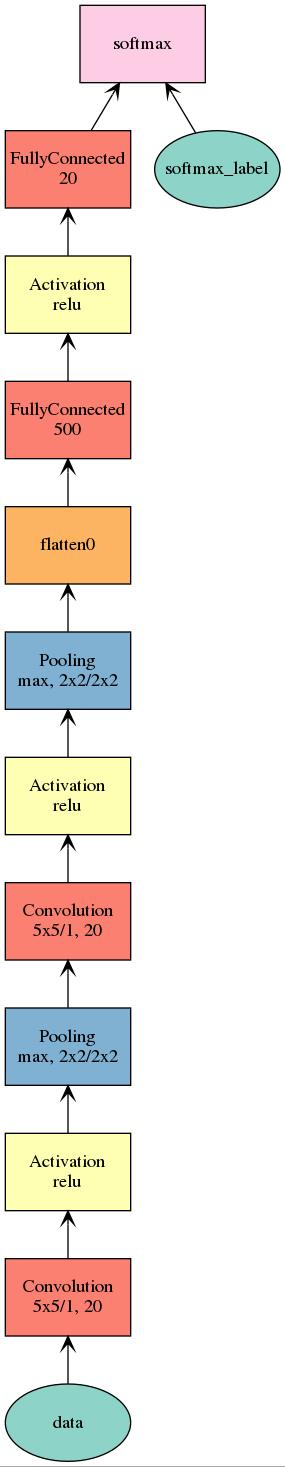 softmax
FullyConnected
20
softmax_label
Activation
relu
FullyConnected
500
flatten0
Pooling
max, 2x2/2x2
Activation
relu
Convolution
5x5/1, 20
Pooling
max, 2x2/2x2
Activation
relu
Convolution
5x5/1, 20
data